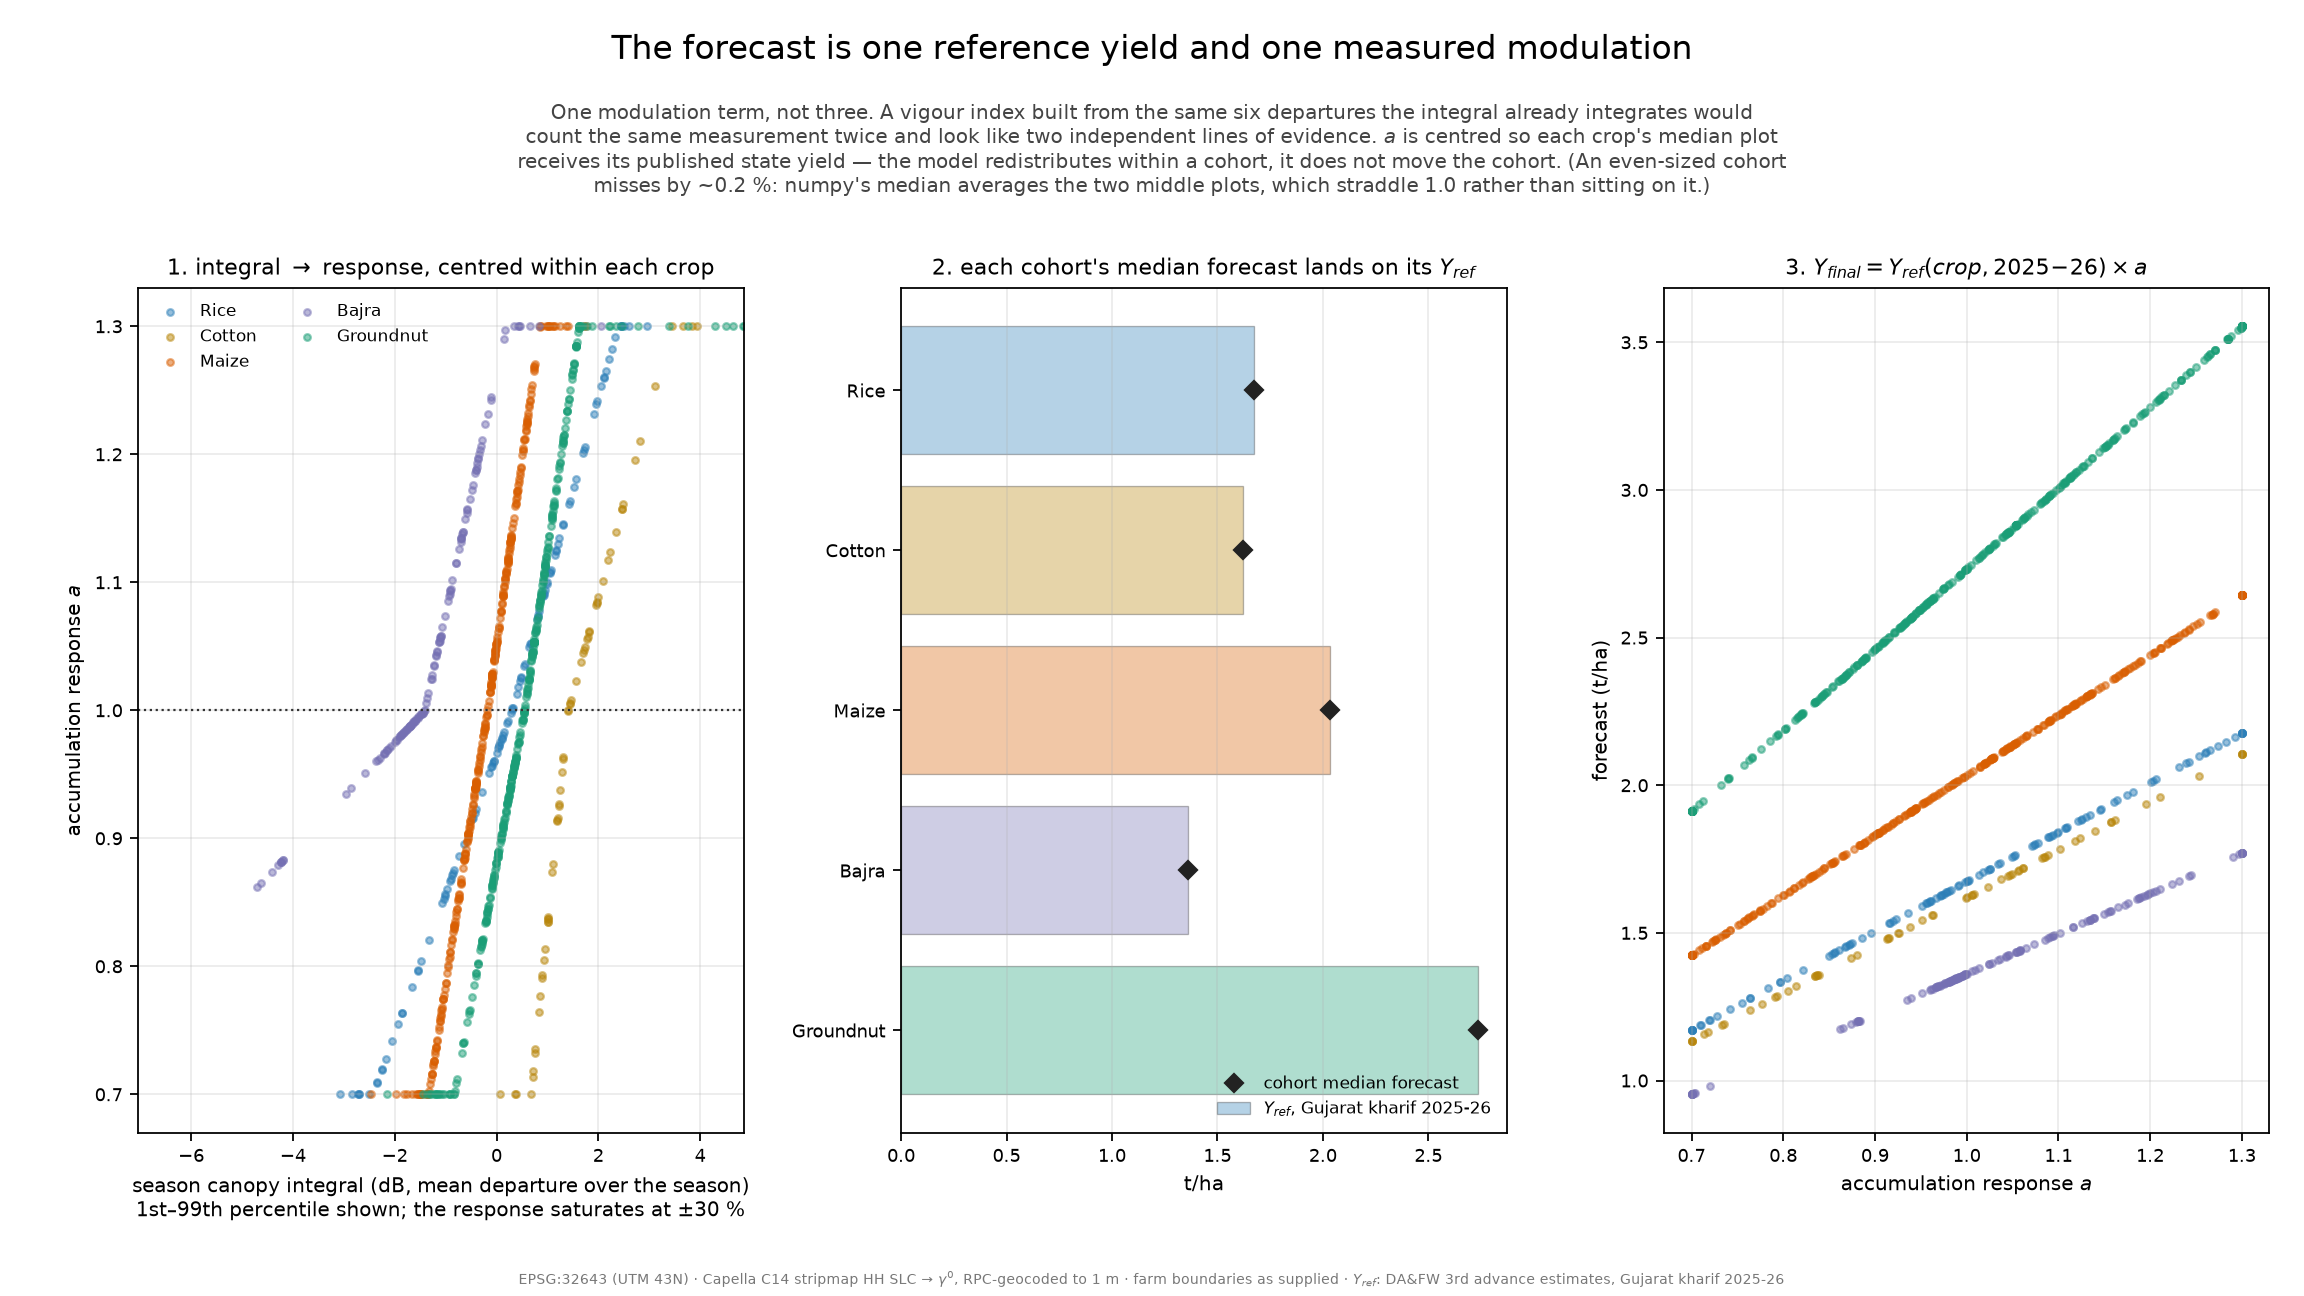 The forecast is one reference yield and one measured modulation
One modulation term, not three. A vigour index built from the same six departures the integral already integrates would
count the same measurement twice and look like two independent lines of evidence. a is centred so each crop's median plot
receives its published state yield — the model redistributes within a cohort, it does not move the cohort. (An even-sized cohort
misses by ~0.2 %: numpy's median averages the two middle plots, which straddle 1.0 rather than sitting on it.)
1. integral → response, centred within each crop
Rice
Cotton
Maize
Bajra
Groundnut
accumulation response a
1.3
1.2
1.1
1.0
0.9
0.8
0.7
−6
−4
−2
0
2
4
season canopy integral (dB, mean departure over the season)
1st–99th percentile shown; the response saturates at ±30 %
2. each cohort's median forecast lands on its Y_ref
Rice
Cotton
Maize
Bajra
Groundnut
cohort median forecast
Y_ref, Gujarat kharif 2025-26
0.0
0.5
1.0
1.5
2.0
2.5
t/ha
3. Y_final = Y_ref(crop, 2025−26) × a
forecast (t/ha)
3.5
3.0
2.5
2.0
1.5
1.0
0.7
0.8
0.9
1.0
1.1
1.2
1.3
accumulation response a
EPSG:32643 (UTM 43N) · Capella C14 stripmap HH SLC → γ⁰, RPC-geocoded to 1 m · farm boundaries as supplied · Y_ref: DA&FW 3rd advance estimates, Gujarat kharif 2025-26